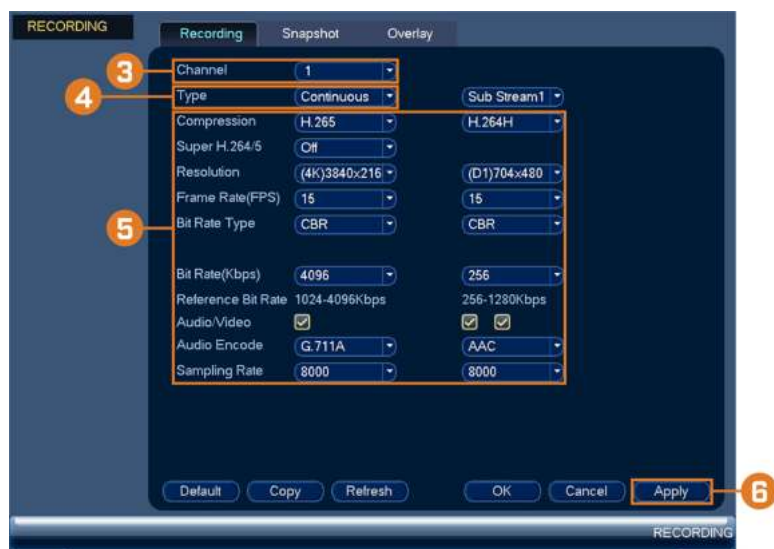 RECORDING
Recording Snapshot Overlay
3 Channel 1
4 Type Continuous Sub Stream1
Compression H.265 H.264H
Super H.264/5 Off
Resolution (4K)3840x216 (D1)704x480
Frame Rate(FPS) 15 15
5 Bit Rate Type CBR CBR
Bit Rate(Kbps) 4096 256
Reference Bit Rate 1024-4096Kbps 256-1280Kbps
Audio/Video
Audio Encode G.711A AAC
Sampling Rate 8000 8000
Default Copy Refresh OK Cancel Apply 6
RECORDING